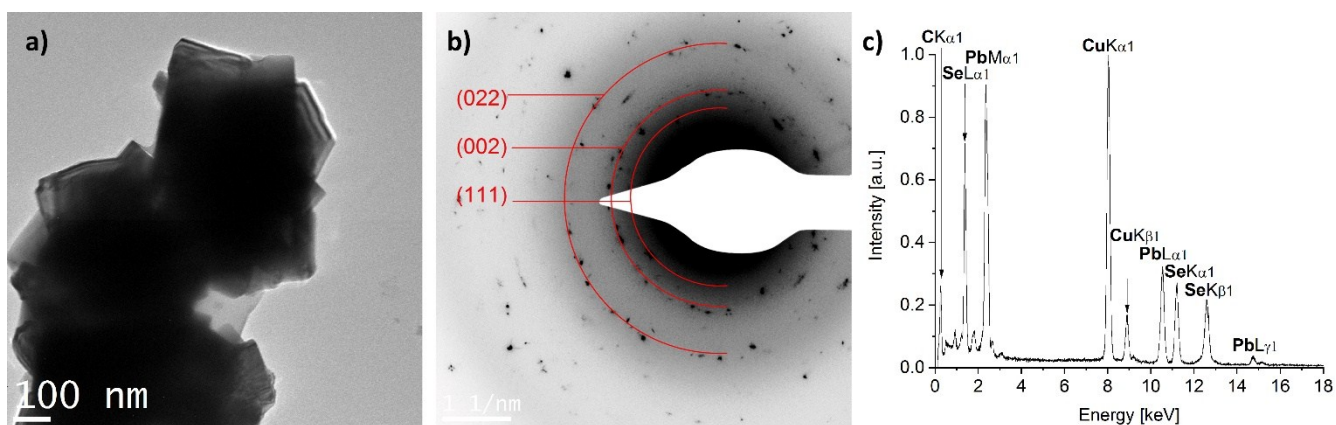 a)
100 nm
b)
(022)
(002)
(111)
1 1/nm
c)
CKα1
SeLα1
PbMα1
CuKα1
CuKβ1
PbLα1
SeKα1
SeKβ1
PbLγ1
Intensity [a.u.]
1.0
0.8
0.6
0.4
0.2
0.0
0 2 4 6 8 10 12 14 16 18
Energy [keV]